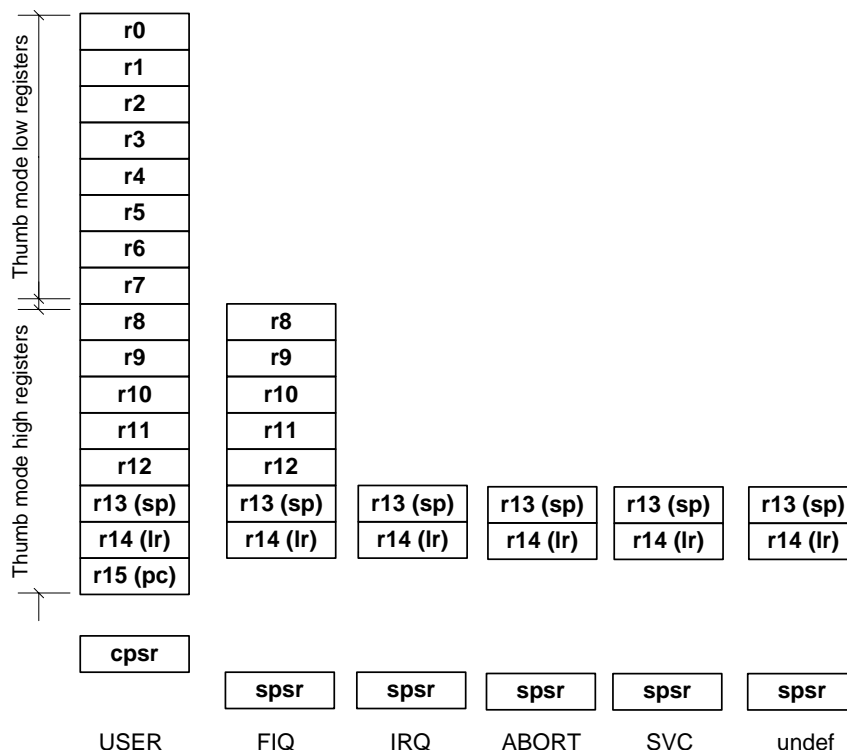 Thumb mode low registers
Thumb mode high registers
r0
r1
r2
r3
r4
r5
r6
r7
r8 r8
r9 r9
r10 r10
r11 r11
r12 r12
r13 (sp) r13 (sp) r13 (sp) r13 (sp) r13 (sp) r13 (sp)
r14 (lr) r14 (lr) r14 (lr) r14 (lr) r14 (lr) r14 (lr)
r15 (pc)
cpsr
spsr spsr spsr spsr spsr
USER FIQ IRQ ABORT SVC undef